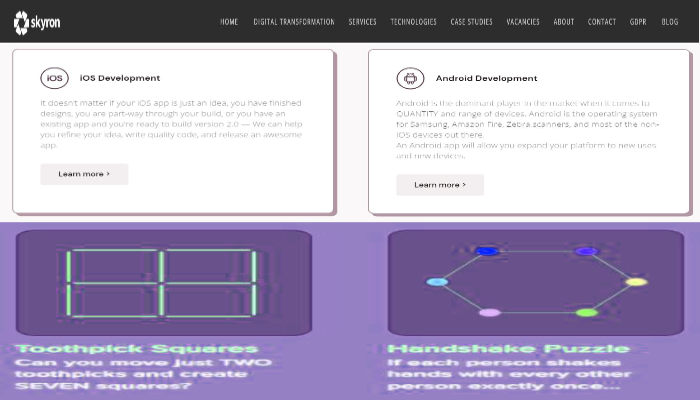 skyron
HOME DIGITAL TRANSFORMATION SERVICES TECHNOLOGIES CASE STUDIES VACANCIES ABOUT CONTACT GDPR BLOG
iOS iOS Development
It doesn't matter if your iOS app is just an idea, you have finished
designs, you are part-way through your build, or you have an
existing app and you're ready to build version 2.0 — We can help
you refine your idea, write quality code, and release an awesome
app.
Learn more >
Android Development
Android is the dominant player in the market when it comes to
QUANTITY and range of devices. Android is the operating system
for Samsung, Amazon Fire, Zebra scanners, and most of the non-
iOS devices out there.
An Android app will allow you expand your platform to new uses
and new devices.
Learn more >
Toothpick Squares
Can you move just TWO
toothpicks and create
SEVEN squares?
Handshake Puzzle
If each person shakes
hands with every other
person exactly once...